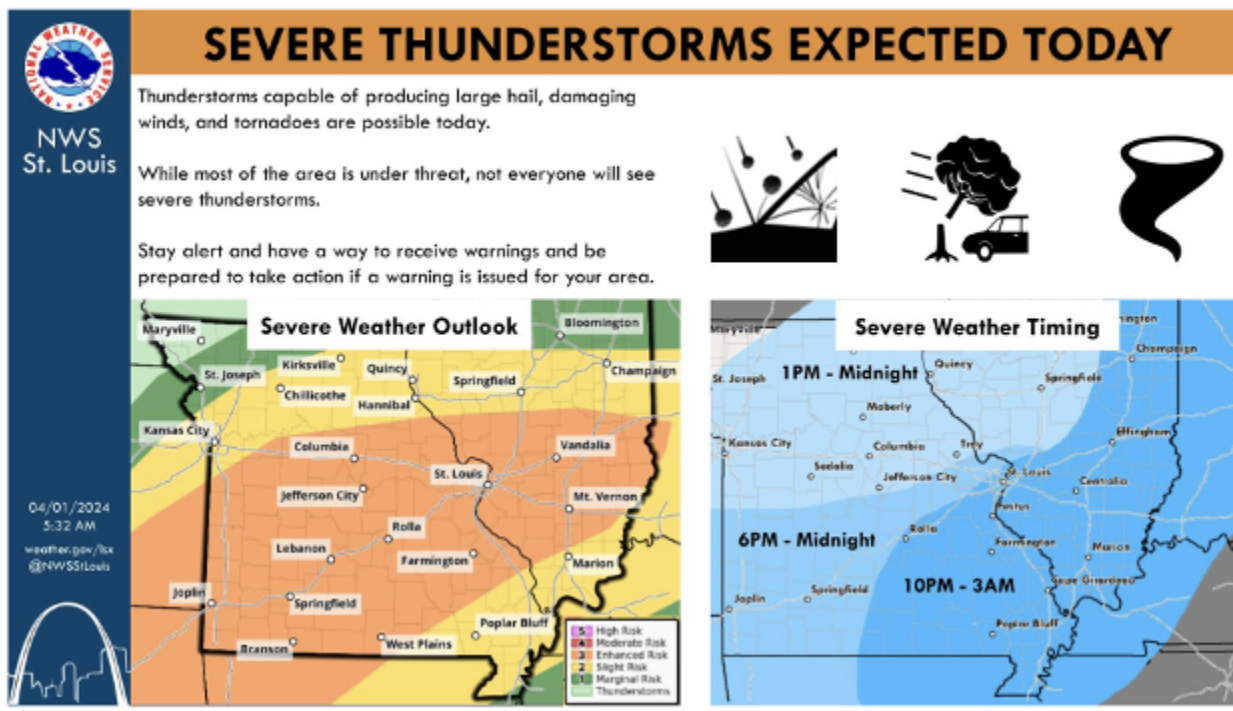 NATIONAL WEATHER SERVICE
SEVERE THUNDERSTORMS EXPECTED TODAY
NWS
St. Louis
Thunderstorms capable of producing large hail, damaging
winds, and tornadoes are possible today.
While most of the area is under threat, not everyone will see
severe thunderstorms.
Stay alert and have a way to receive warnings and be
prepared to take action if a warning is issued for your area.
04/01/2024
5:32 AM
weather.gov/lsx
@NWSStLouis
Severe Weather Outlook
Maryville
Bloomington
Kirksville
Quincy
Champaign
St. Joseph
Springfield
Chillicothe
Hannibal
Kansas City
Columbia
Vandalia
St. Louis
Jefferson City
Mt. Vernon
Rolla
Lebanon
Farmington
Marion
Joplin
Springfield
Poplar Bluff
Branson
West Plains
5 High Risk
4 Moderate Risk
3 Enhanced Risk
2 Slight Risk
1 Marginal Risk
Thunderstorms
Severe Weather Timing
Maryville
ington
Champaign
1PM - Midnight
Quincy
St. Joseph
Springfield
Moberly
Effingham
Kansas City
Columbia
Troy
Sedalia
Jefferson City
St. Louis
Centralia
Festus
6PM - Midnight
Rolla
Farmington
Marion
10PM - 3AM
Cape Girardeau
Joplin
Springfield
Poplar Bluff